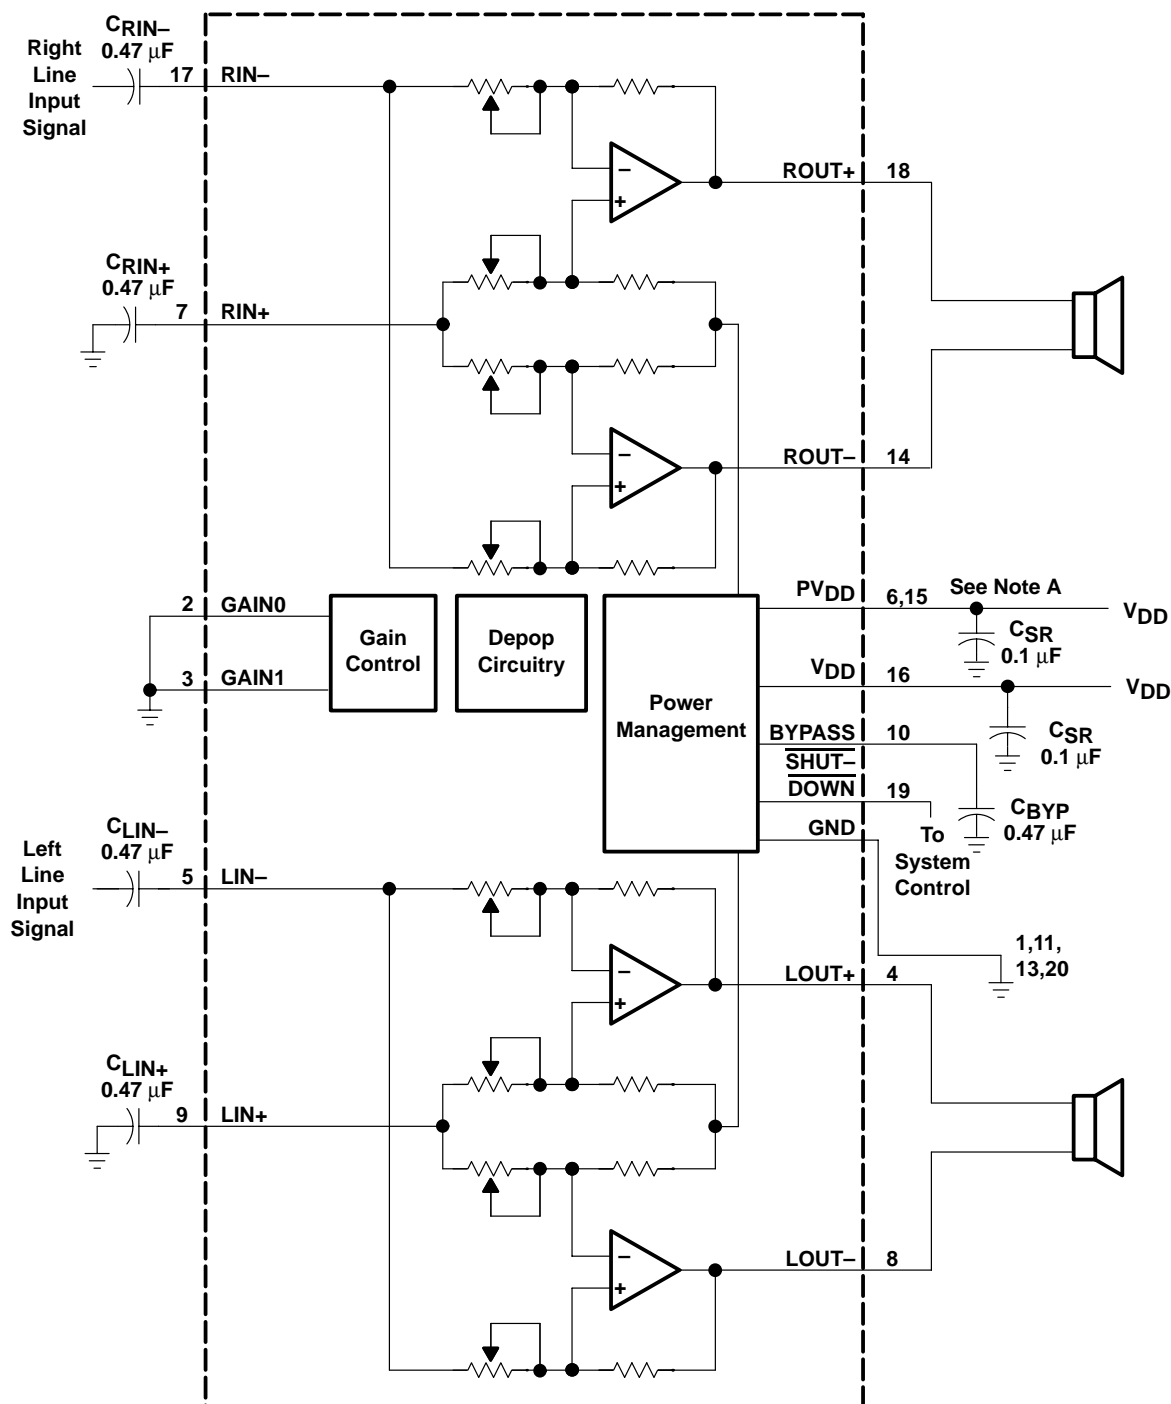 CRIN–
0.47 μF
Right
Line
Input
Signal
17
RIN–
–
+
ROUT+
18
CRIN+
0.47 μF
7
RIN+
–
+
ROUT–
14
2
GAIN0
3
GAIN1
Gain
Control
Depop
Circuitry
Power
Management
PVDD
6,15
See Note A
VDD
CSR
0.1 μF
VDD
16
VDD
CSR
0.1 μF
BYPASS
10
SHUT–
DOWN
19
To
System
Control
CBYP
0.47 μF
GND
1,11,
13,20
CLIN–
0.47 μF
Left
Line
Input
Signal
5
LIN–
–
+
LOUT+
4
CLIN+
0.47 μF
9
LIN+
–
+
LOUT–
8